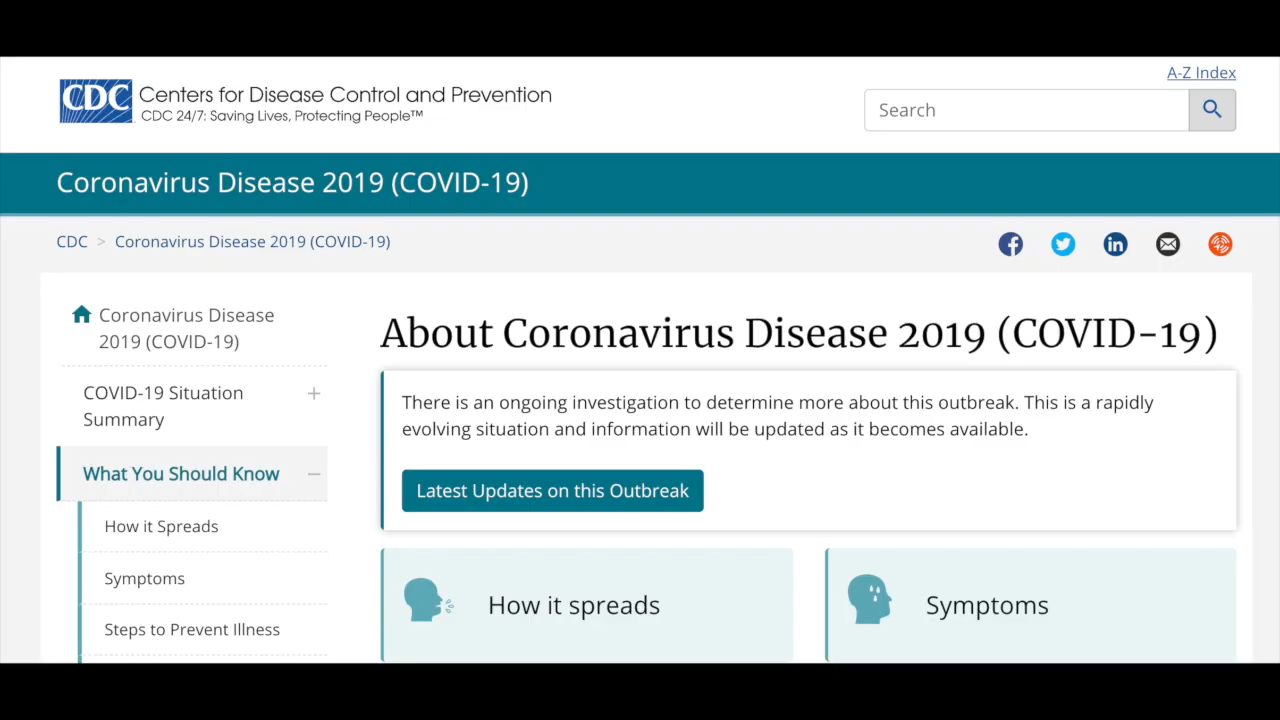 A-Z Index
CDC Centers for Disease Control and Prevention
CDC 24/7: Saving Lives, Protecting People™
Search
Coronavirus Disease 2019 (COVID-19)
CDC > Coronavirus Disease 2019 (COVID-19)
Coronavirus Disease
2019 (COVID-19)
COVID-19 Situation
Summary
What You Should Know
How it Spreads
Symptoms
Steps to Prevent Illness
About Coronavirus Disease 2019 (COVID-19)
There is an ongoing investigation to determine more about this outbreak. This is a rapidly
evolving situation and information will be updated as it becomes available.
Latest Updates on this Outbreak
How it spreads
Symptoms